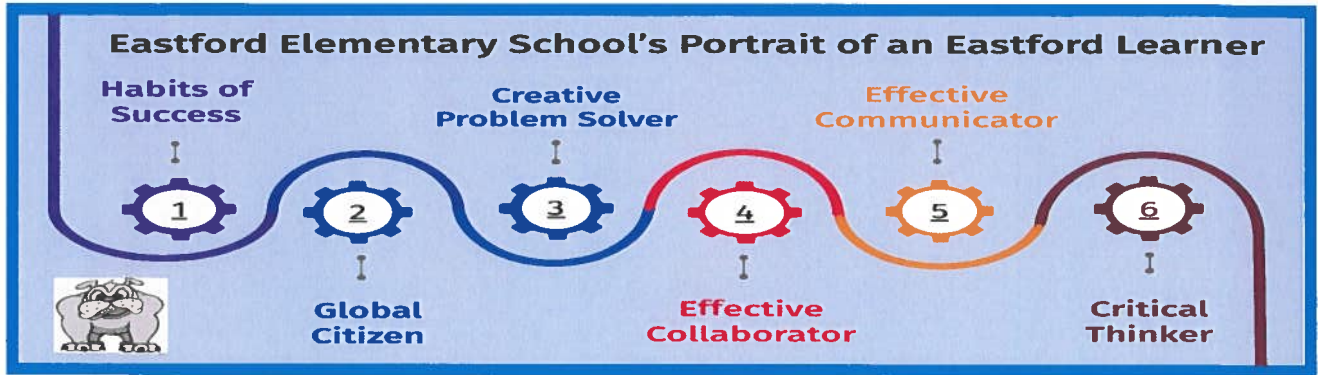 Eastford Elementary School's Portrait of an Eastford Learner
Habits of
Success
1
2
Global
Citizen
Creative
Problem Solver
3
4
Effective
Collaborator
Effective
Communicator
5
6
Critical
Thinker